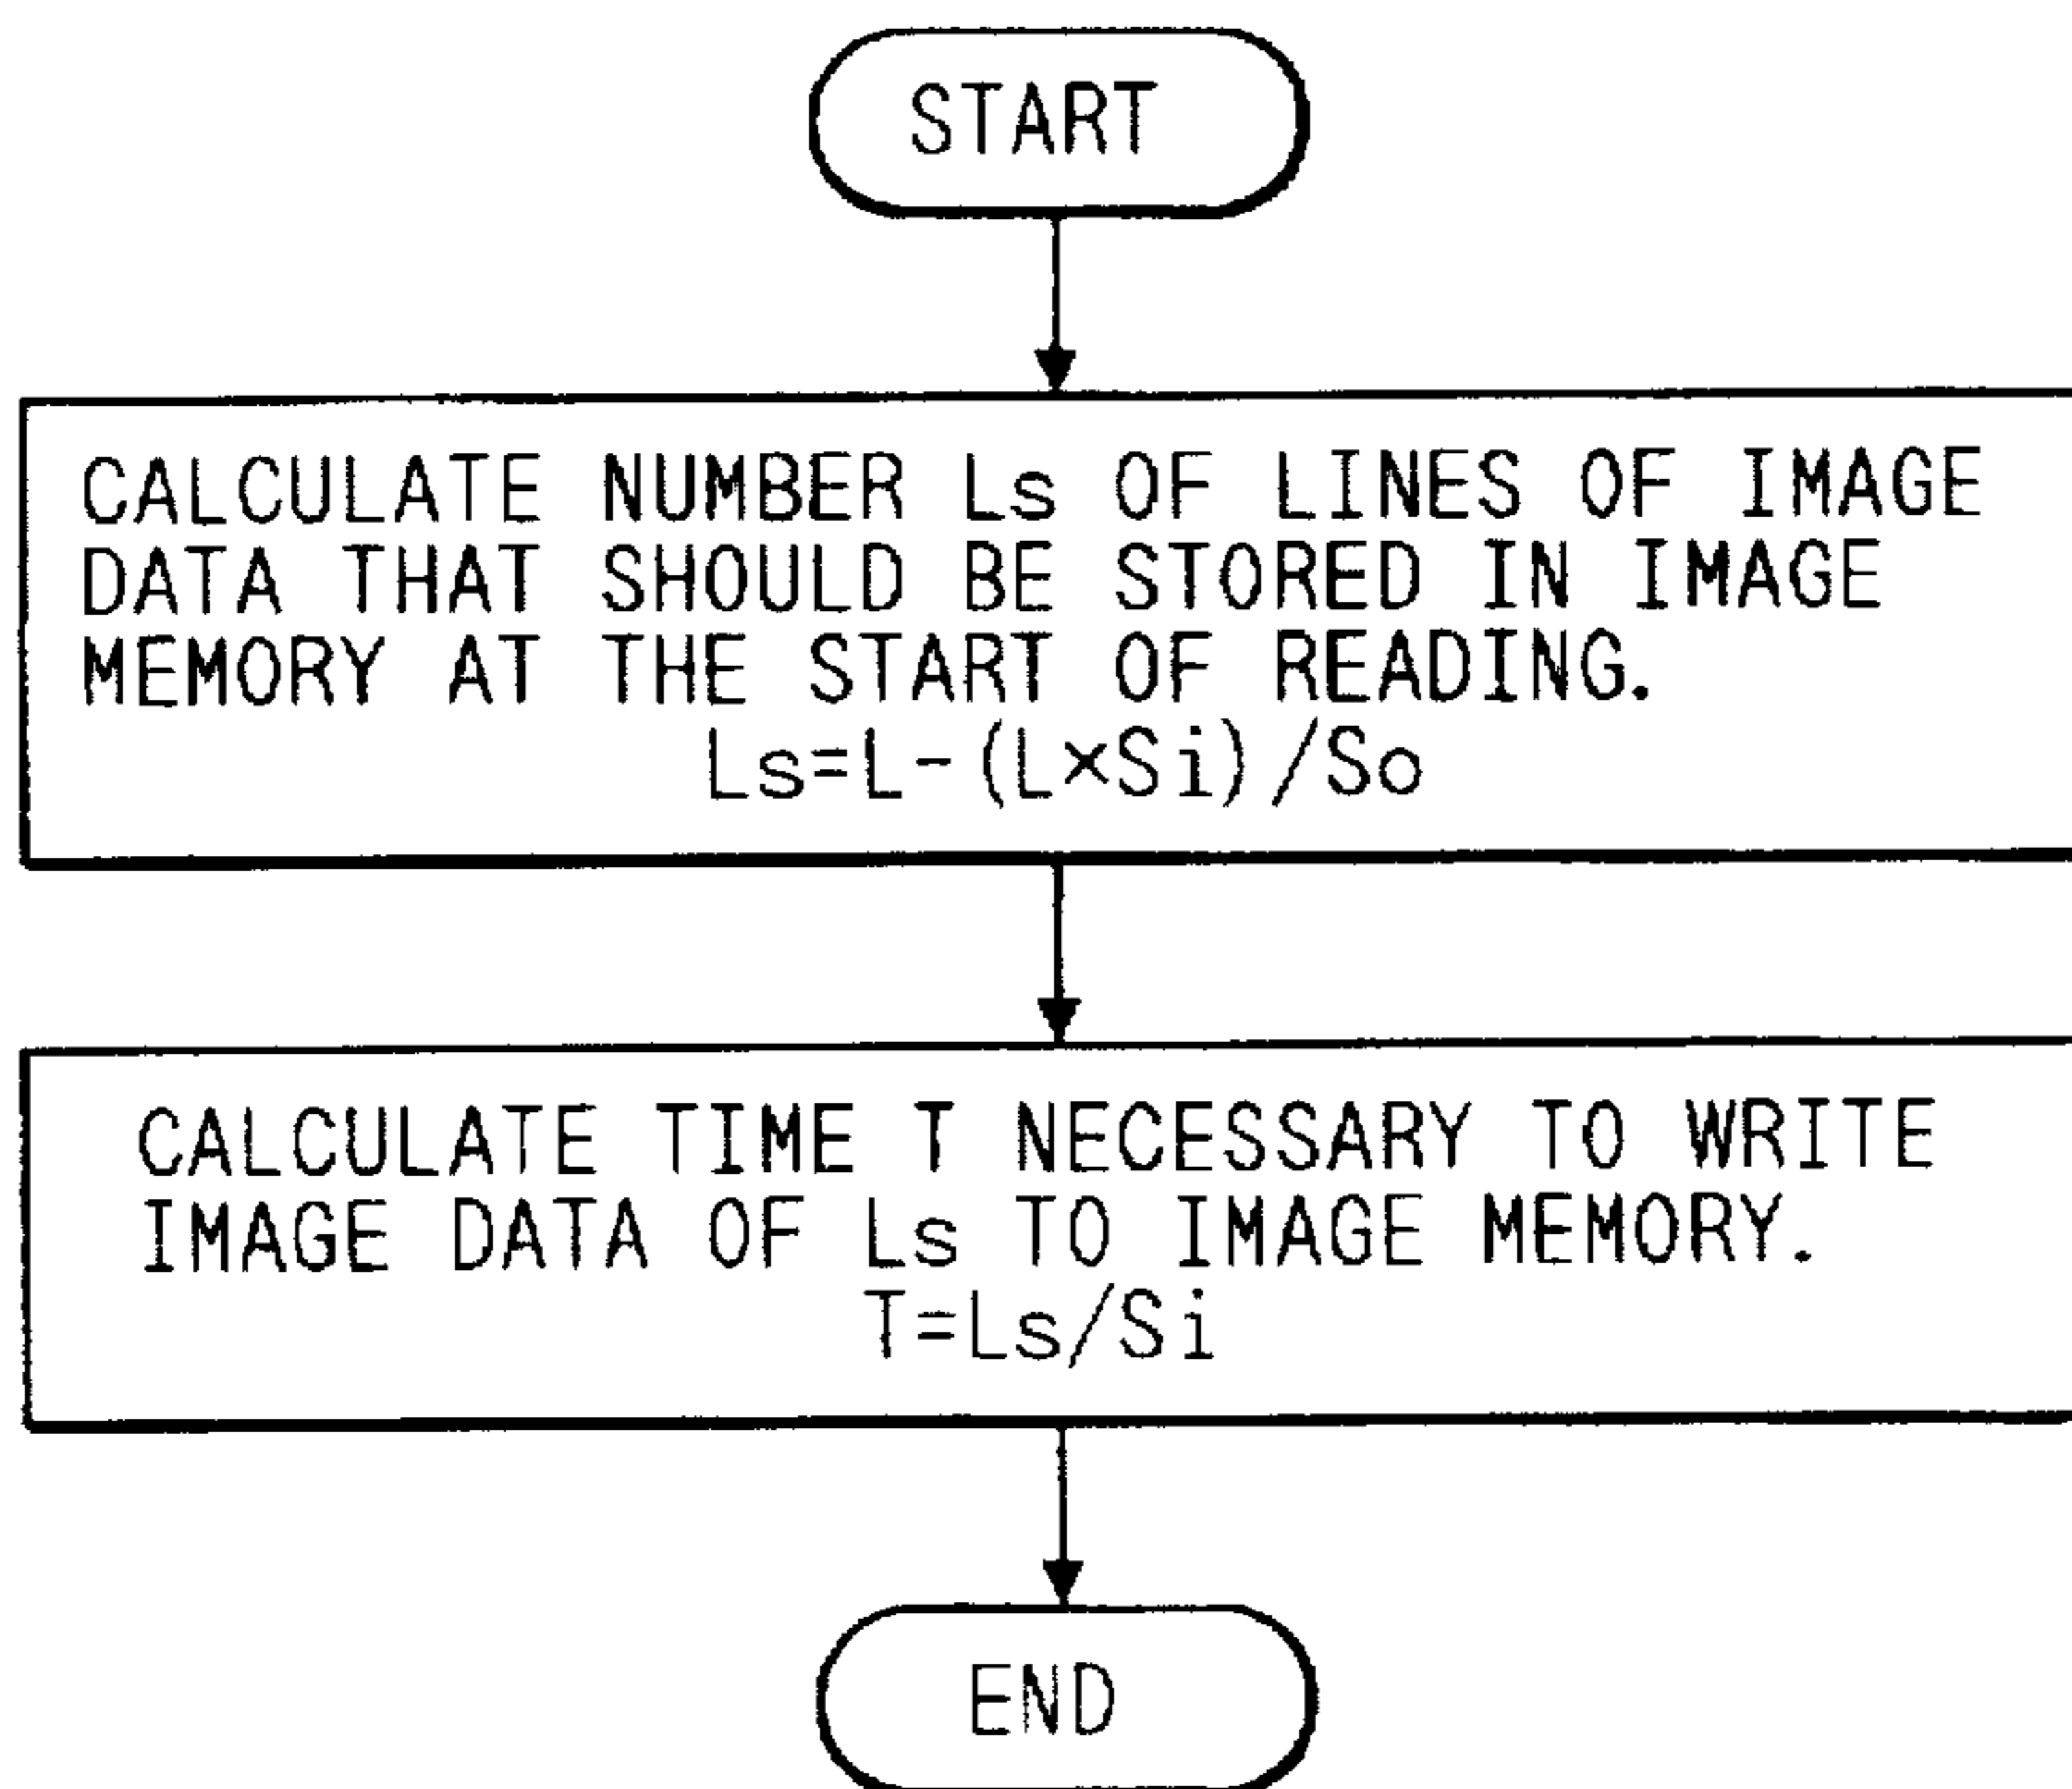 START
CALCULATE NUMBER Ls OF LINES OF IMAGE
DATA THAT SHOULD BE STORED IN IMAGE
MEMORY AT THE START OF READING.
Ls=L-(L×Si)/So
CALCULATE TIME T NECESSARY TO WRITE
IMAGE DATA OF Ls TO IMAGE MEMORY.
T=Ls/Si
END